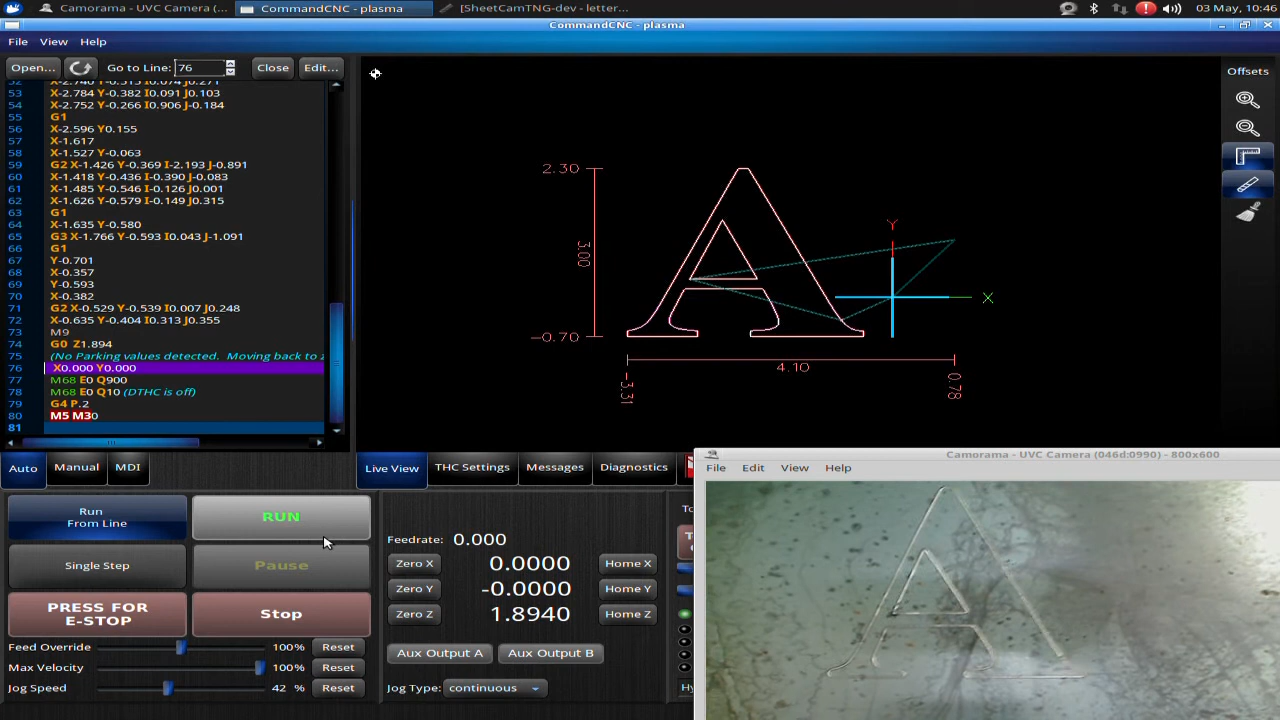 Camorama - UVC Camera (...
CommandCNC - plasma
[SheetCamTNG-dev - letter...
03 May, 10:46
CommandCNC - plasma
File View Help
Open... Go to Line: 76 Close Edit...
52 X-2.740 Y-0.313 I0.074 J0.271
53 X-2.784 Y-0.382 I0.091 J0.103
54 X-2.752 Y-0.266 I0.906 J-0.184
55 G1
56 X-2.596 Y0.155
57 X-1.617
58 X-1.527 Y-0.063
59 G2 X-1.426 Y-0.369 I-2.193 J-0.891
60 X-1.418 Y-0.436 I-0.390 J-0.083
61 X-1.485 Y-0.546 I-0.126 J0.001
62 X-1.626 Y-0.579 I-0.149 J0.315
63 G1
64 X-1.635 Y-0.580
65 G3 X-1.766 Y-0.593 I0.043 J-1.091
66 G1
67 Y-0.701
68 X-0.357
69 Y-0.593
70 X-0.382
71 G2 X-0.529 Y-0.539 I0.007 J0.248
72 X-0.635 Y-0.404 I0.313 J0.355
73 M9
74 G0 Z1.894
75 (No Parking values detected. Moving back to
76 X0.000 Y0.000
77 M68 E0 Q900
78 M68 E0 Q10 (DTHC is off)
79 G4 P.2
80 M5 M30
81
Offsets
2.30
3.00
-0.70
-3.31
4.10
0.78
Y
X
Auto Manual MDI
Live View THC Settings Messages Diagnostics
Run
From Line
RUN
Single Step
Pause
PRESS FOR
E-STOP
Stop
Feed Override 100% Reset
Max Velocity 100% Reset
Jog Speed 42 % Reset
Feedrate: 0.000
Zero X 0.0000 Home X
Zero Y -0.0000 Home Y
Zero Z 1.8940 Home Z
Aux Output A Aux Output B
Jog Type: continuous
Camorama - UVC Camera (046d:0990) - 800x600
File Edit View Help
A